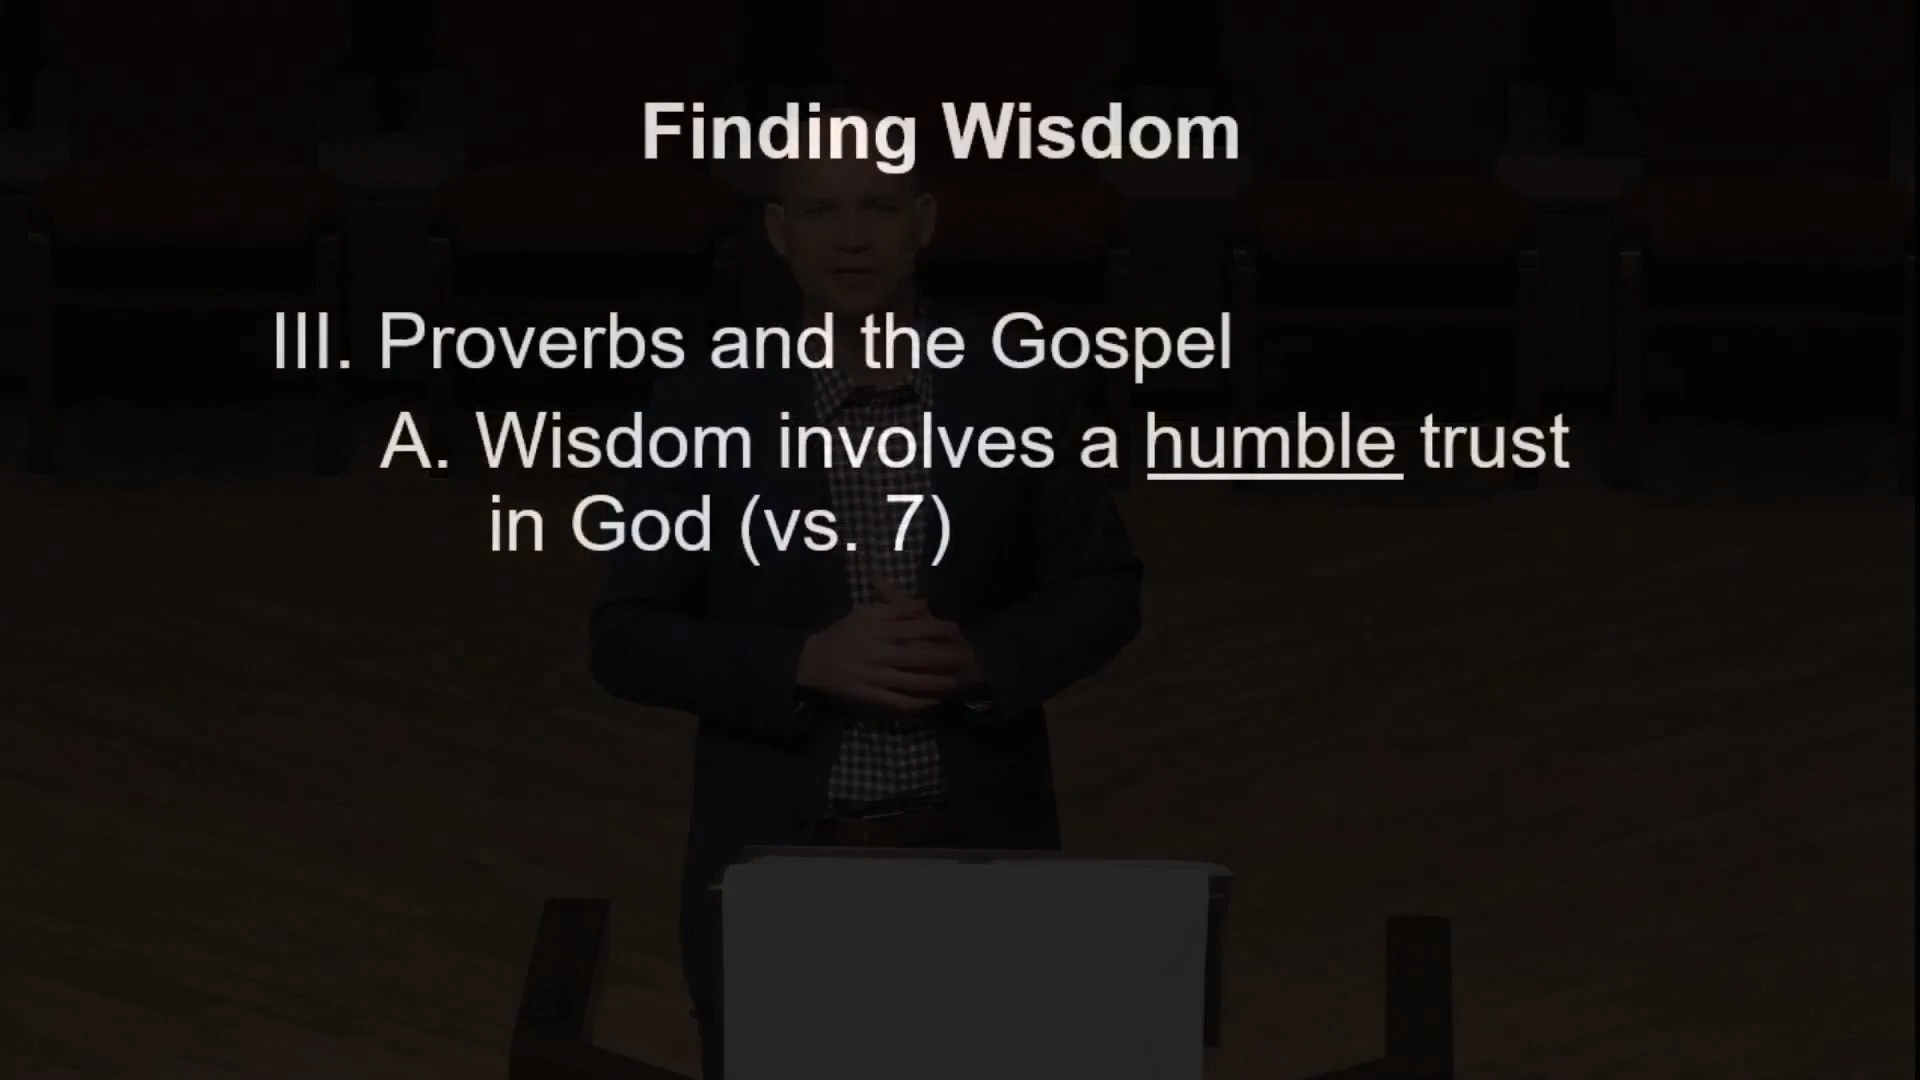 Finding Wisdom
III. Proverbs and the Gospel
A. Wisdom involves a humble trust
in God (vs. 7)